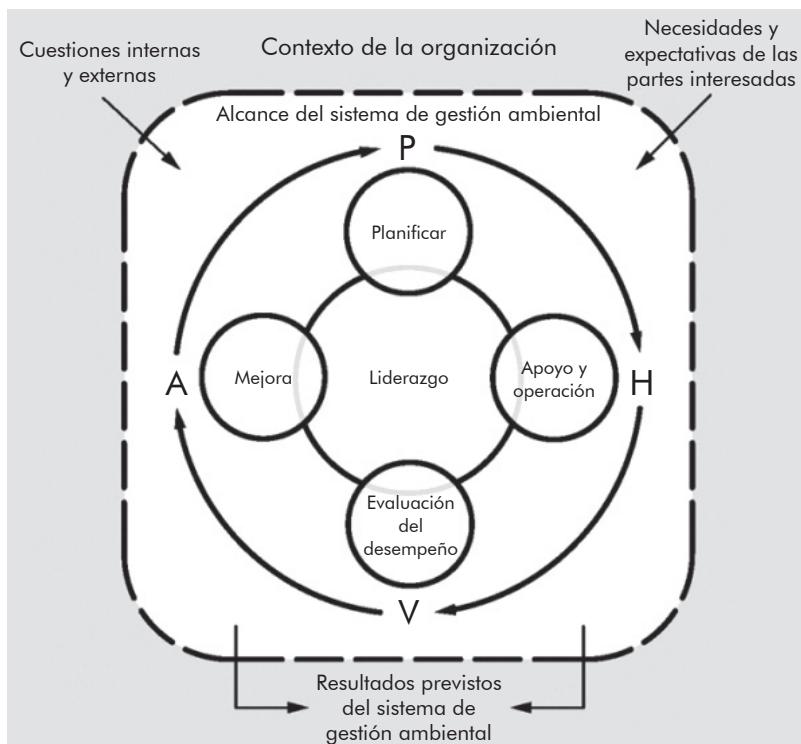 Cuestiones internas
y externas
Contexto de la organización
Necesidades y
expectativas de las
partes interesadas
Alcance del sistema de gestión ambiental
P
Planificar
A
Mejora
Liderazgo
Apoyo y
operación
H
Evaluación
del
desempeño
V
Resultados previstos
del sistema de
gestión ambiental